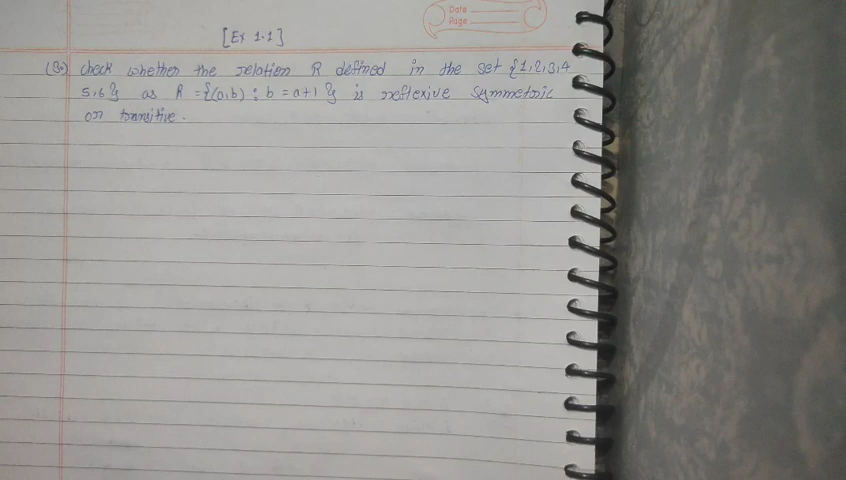 Date
Page
[Ex 1.1]
(3.) check whether the relation R defined in the set {1,2,3,4
5,6} as R = {(a,b) : b = a+1} is reflexive symmetoric
or transitive.